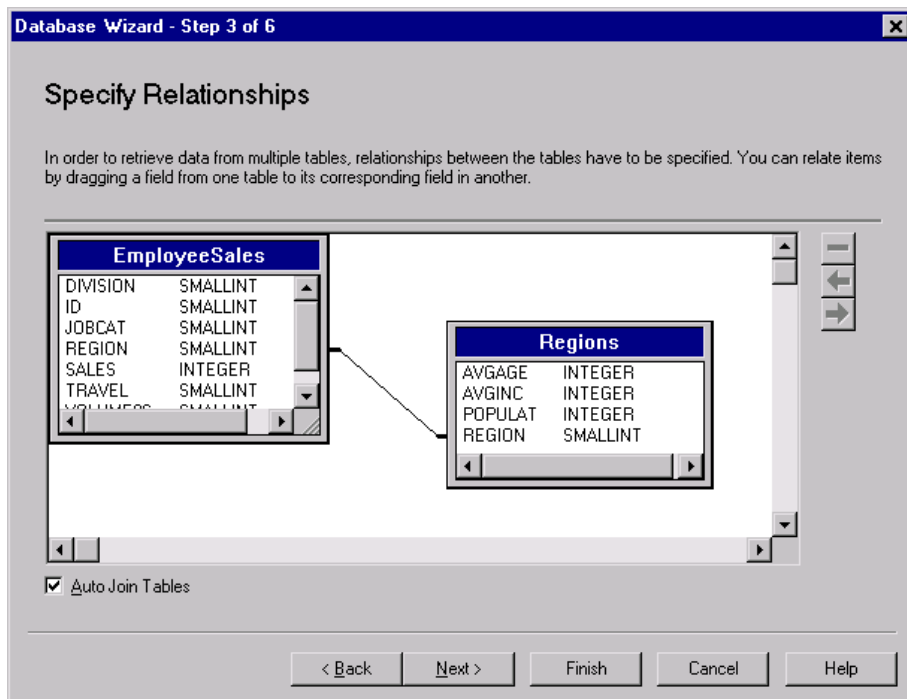 Database Wizard - Step 3 of 6
Specify Relationships
In order to retrieve data from multiple tables, relationships between the tables have to be specified. You can relate items
by dragging a field from one table to its corresponding field in another.
EmployeeSales
DIVISION SMALLINT
ID SMALLINT
JOBCAT SMALLINT
REGION SMALLINT
SALES INTEGER
TRAVEL SMALLINT
Regions
AVGAGE INTEGER
AVGINC INTEGER
POPULAT INTEGER
REGION SMALLINT
Auto Join Tables
< Back Next > Finish Cancel Help